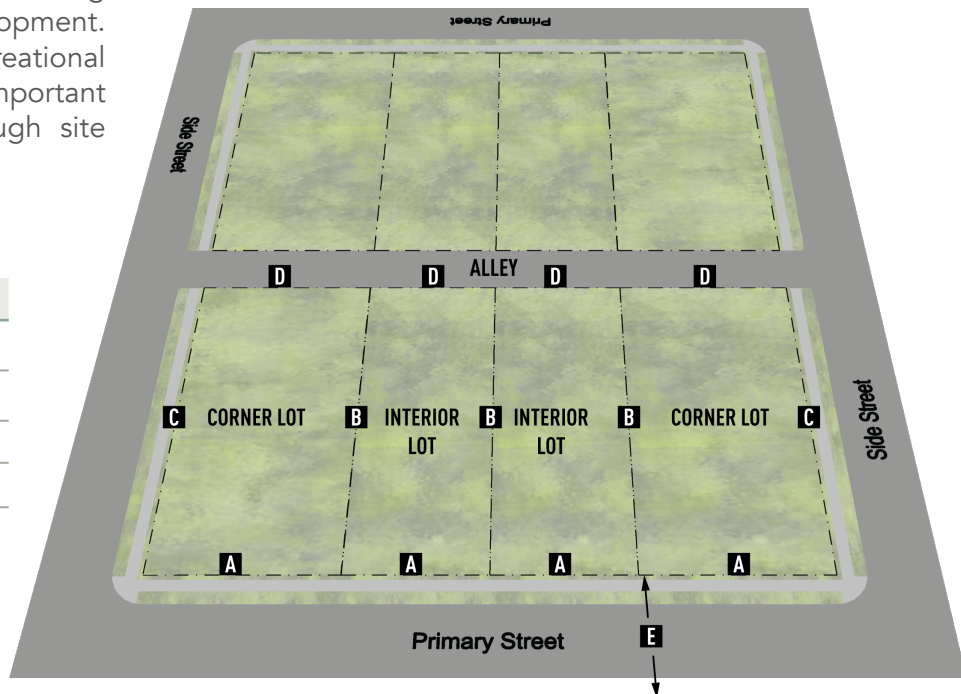 opment.
reational
mportant
ugh site
Primary Street
Side Street
D
D
ALLEY
D
D
C
CORNER LOT
B
INTERIOR
LOT
B
INTERIOR
LOT
B
CORNER LOT
C
Side Street
A
A
A
A
Primary Street
E